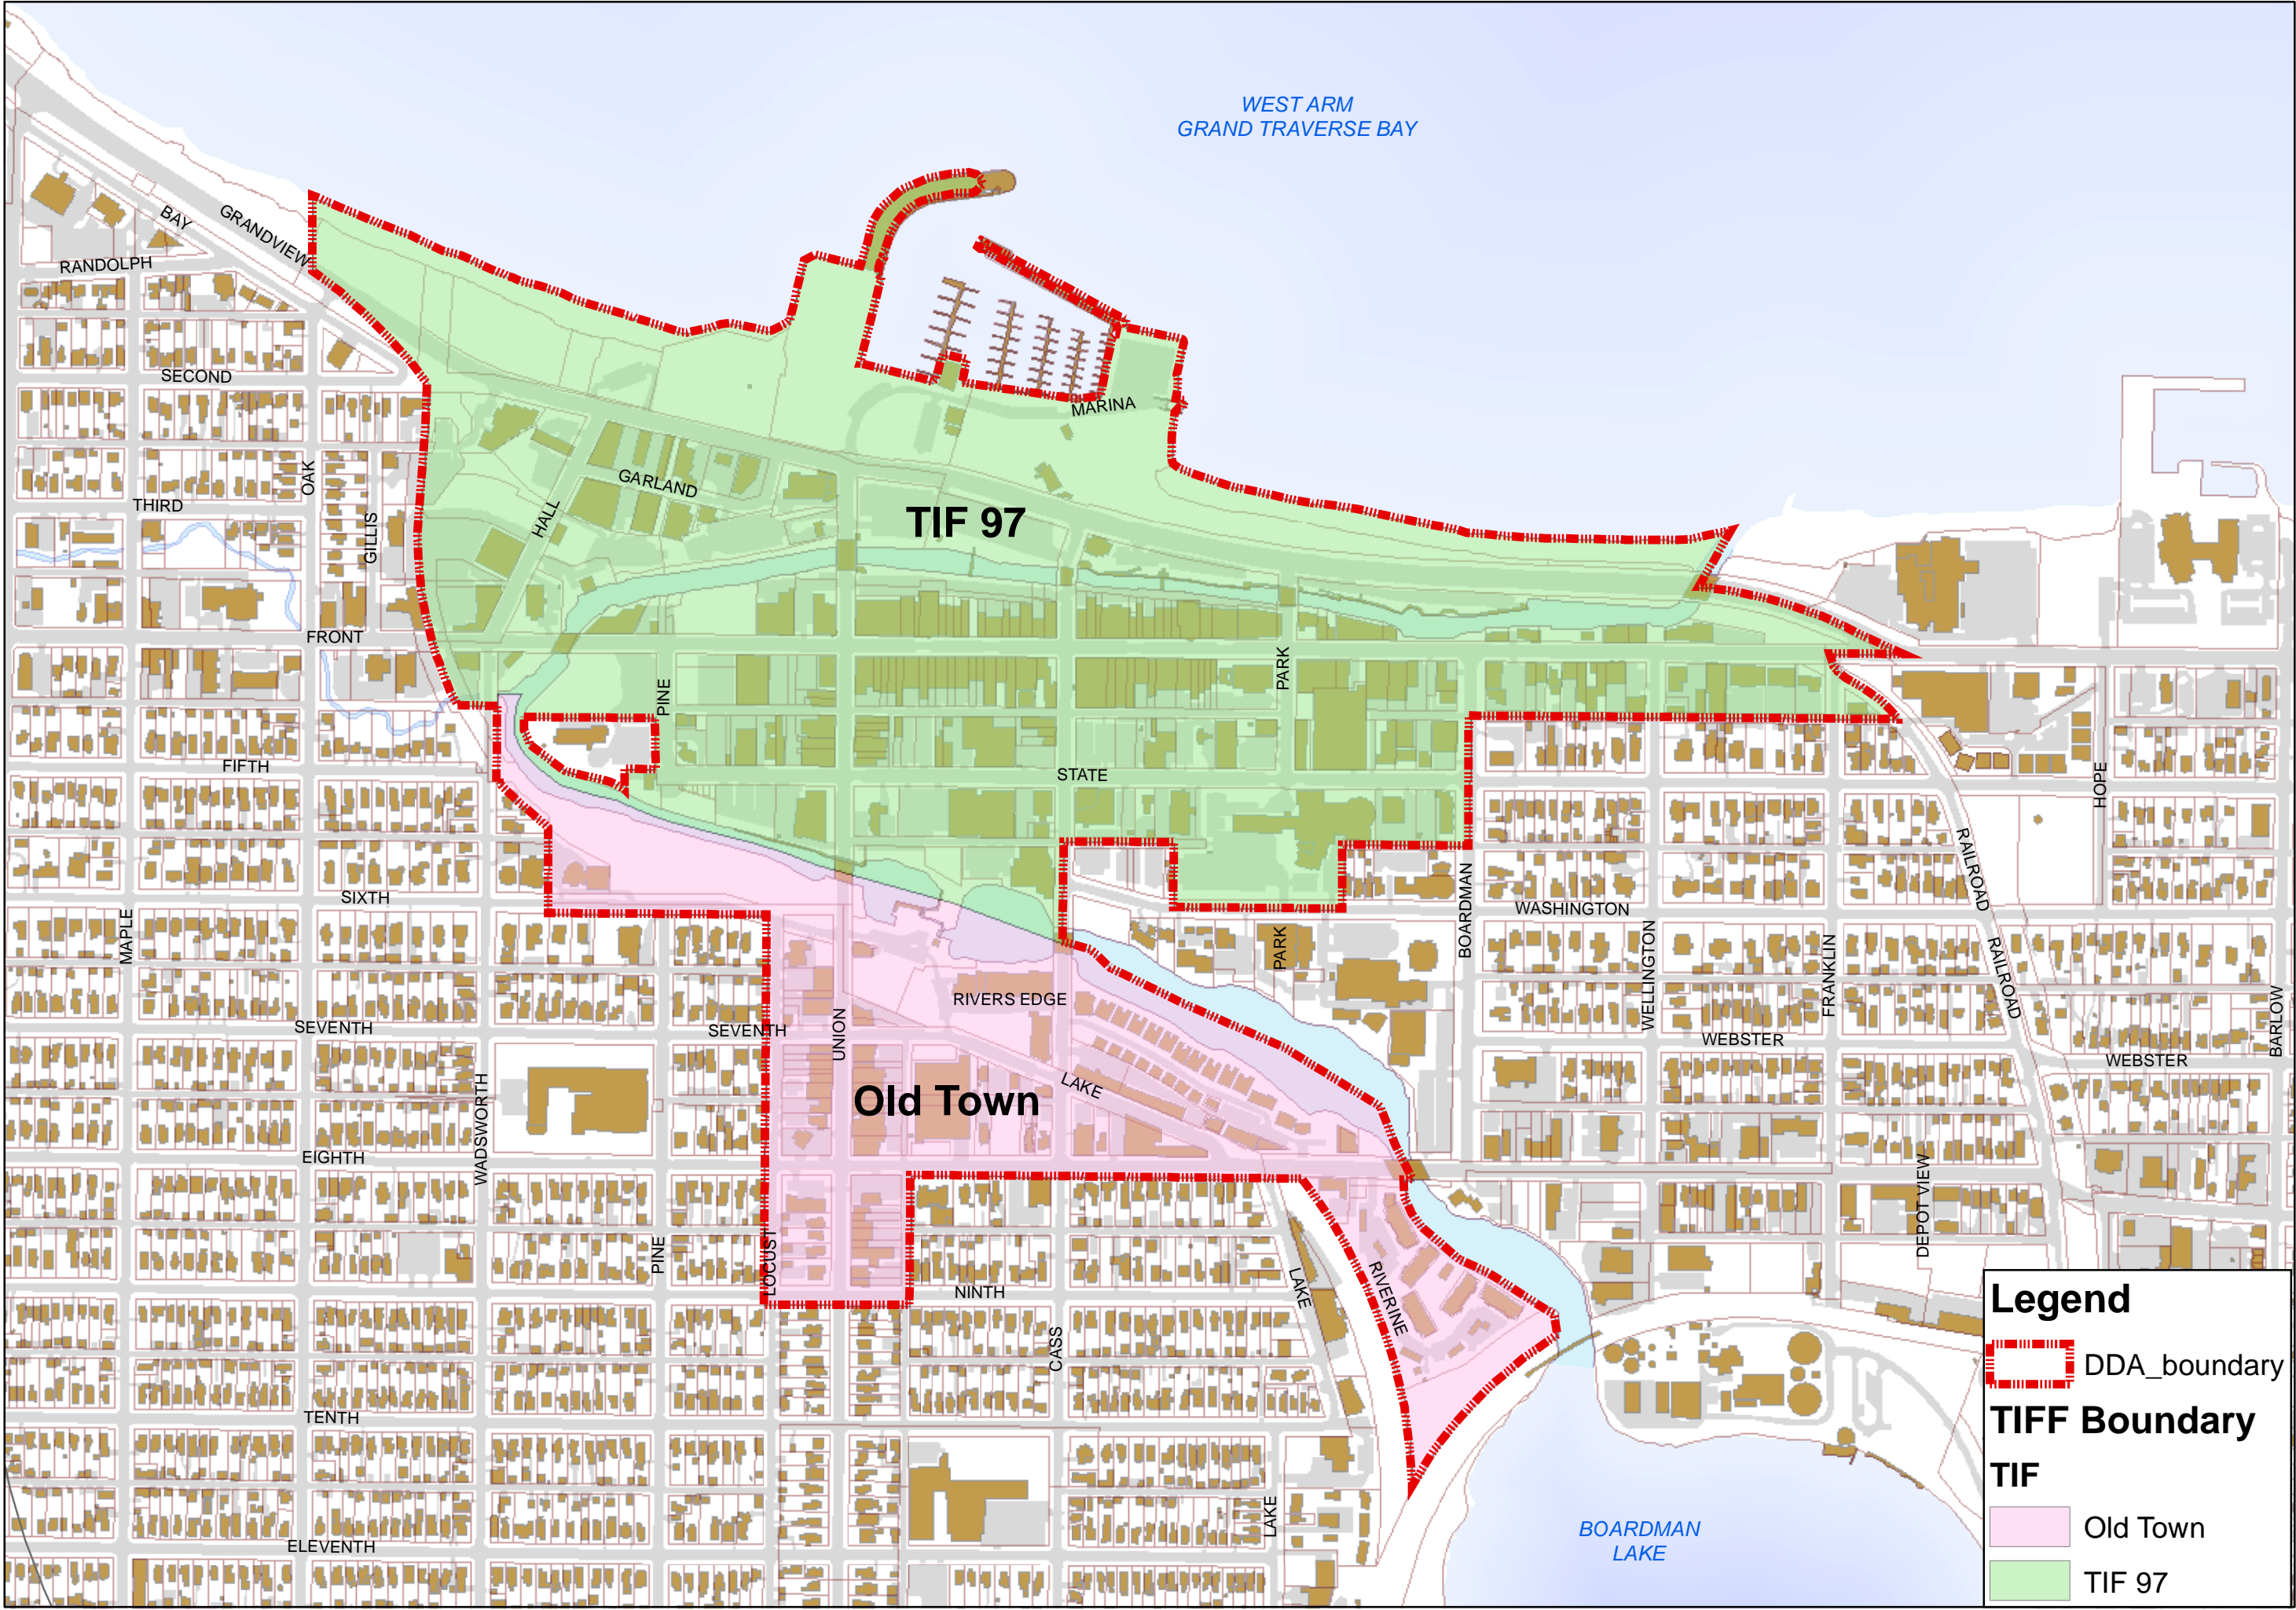 WEST ARM
GRAND TRAVERSE BAY
BAY
GRANDVIEW
RANDOLPH
SECOND
MARINA
OAK
GARLAND
THIRD
HALL
GILLIS
TIF 97
FRONT
PARK
PINE
FIFTH
STATE
HOPE
RAILROAD
SIXTH
BOARDMAN
WASHINGTON
MAPLE
PARK
WELLINGTON
FRANKLIN
RAILROAD
RIVERS EDGE
SEVENTH
SEVENTH
UNION
WEBSTER
BARLOW
WEBSTER
LAKE
Old Town
WADSWORTH
EIGHTH
DEPOT VIEW
PINE
LOCUST
NINTH
LAKE
RIVERINE
CASS
TENTH
LAKE
ELEVENTH
BOARDMAN
LAKE
Legend
DDA_boundary
TIFF Boundary
TIF
Old Town
TIF 97